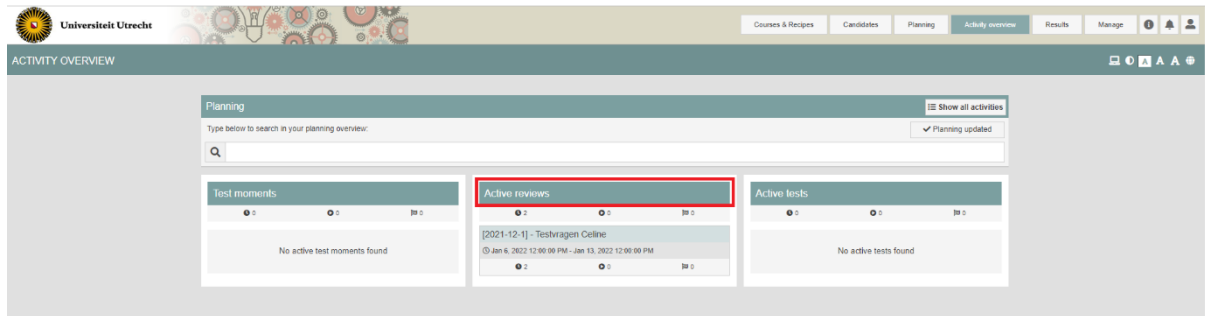 Universiteit Utrecht
Courses & Recipes Candidates Planning Activity overview Results Manage
ACTIVITY OVERVIEW
A A A
Planning
Show all activities
Type below to search in your planning overview:
Planning updated
Test moments
0 0 0
No active test moments found
Active reviews
2 0 0
[2021-12-1] - Testvragen Celine
Jan 6, 2022 12:00:00 PM - Jan 13, 2022 12:00:00 PM
2 0 0
Active tests
0 0 0
No active tests found